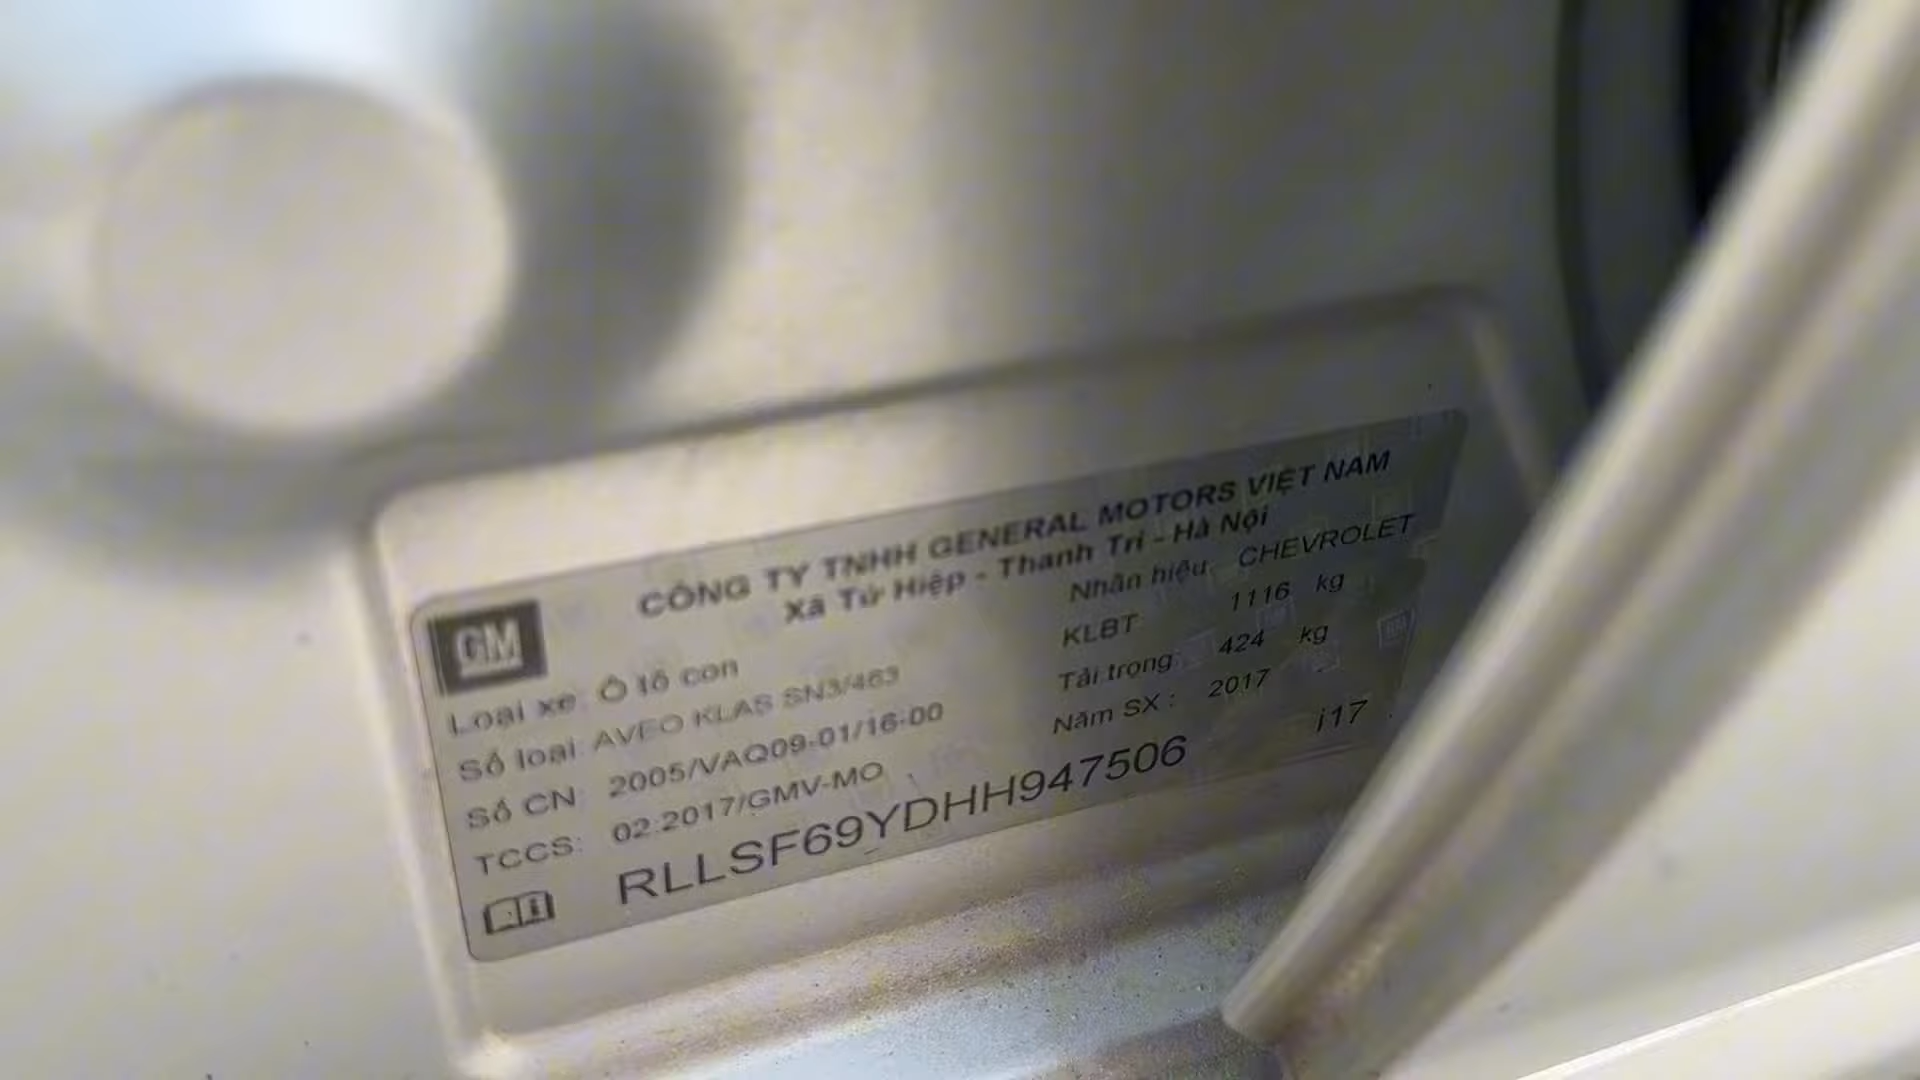 GM
CÔNG TY TNHH GENERAL MOTORS VIỆT NAM
Xã Tứ Hiệp - Thanh Trì - Hà Nội
Loại xe: Ô tô con
Nhãn hiệu: CHEVROLET
Số loại: AVEO KLAS SN3/463
KLBT 1116 kg
Số CN: 2005/VAQ09-01/16-00
Tải trọng: 424 kg
TCCS: 02:2017/GMV-MO
Năm SX : 2017
RLLSF69YDHH947506
i17